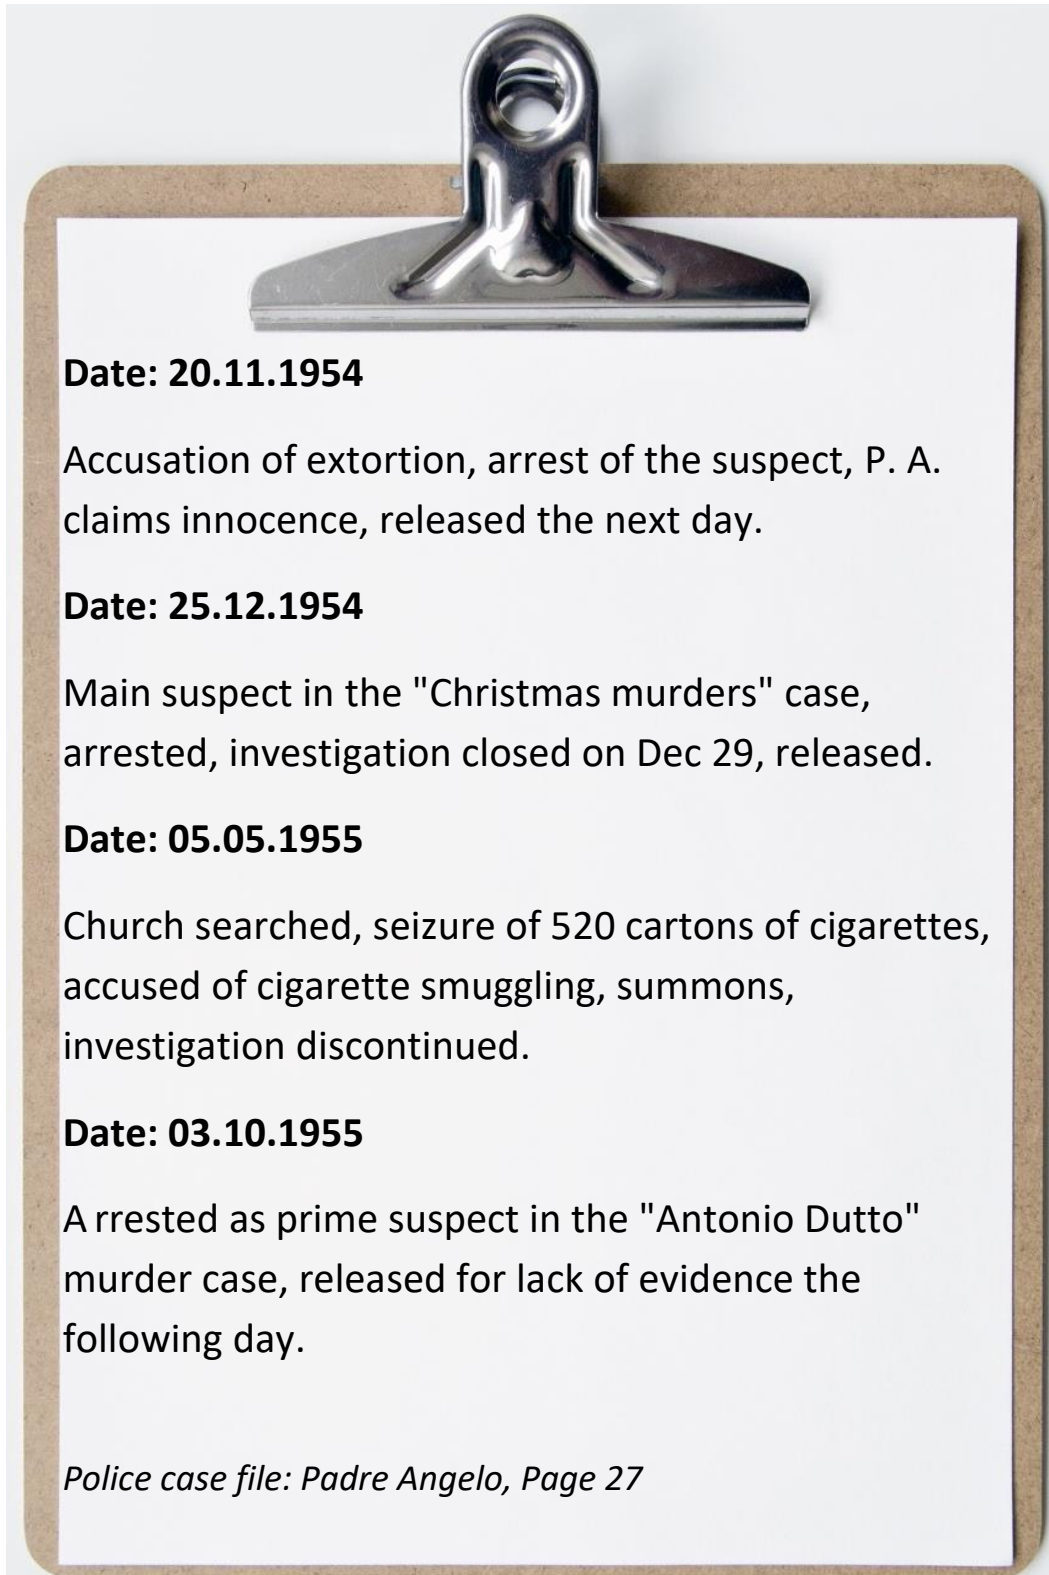 Date: 20.11.1954
Accusation of extortion, arrest of the suspect, P. A.
claims innocence, released the next day.
Date: 25.12.1954
Main suspect in the "Christmas murders" case,
arrested, investigation closed on Dec 29, released.
Date: 05.05.1955
Church searched, seizure of 520 cartons of cigarettes,
accused of cigarette smuggling, summons,
investigation discontinued.
Date: 03.10.1955
A rrested as prime suspect in the "Antonio Dutto"
murder case, released for lack of evidence the
following day.
Police case file: Padre Angelo, Page 27